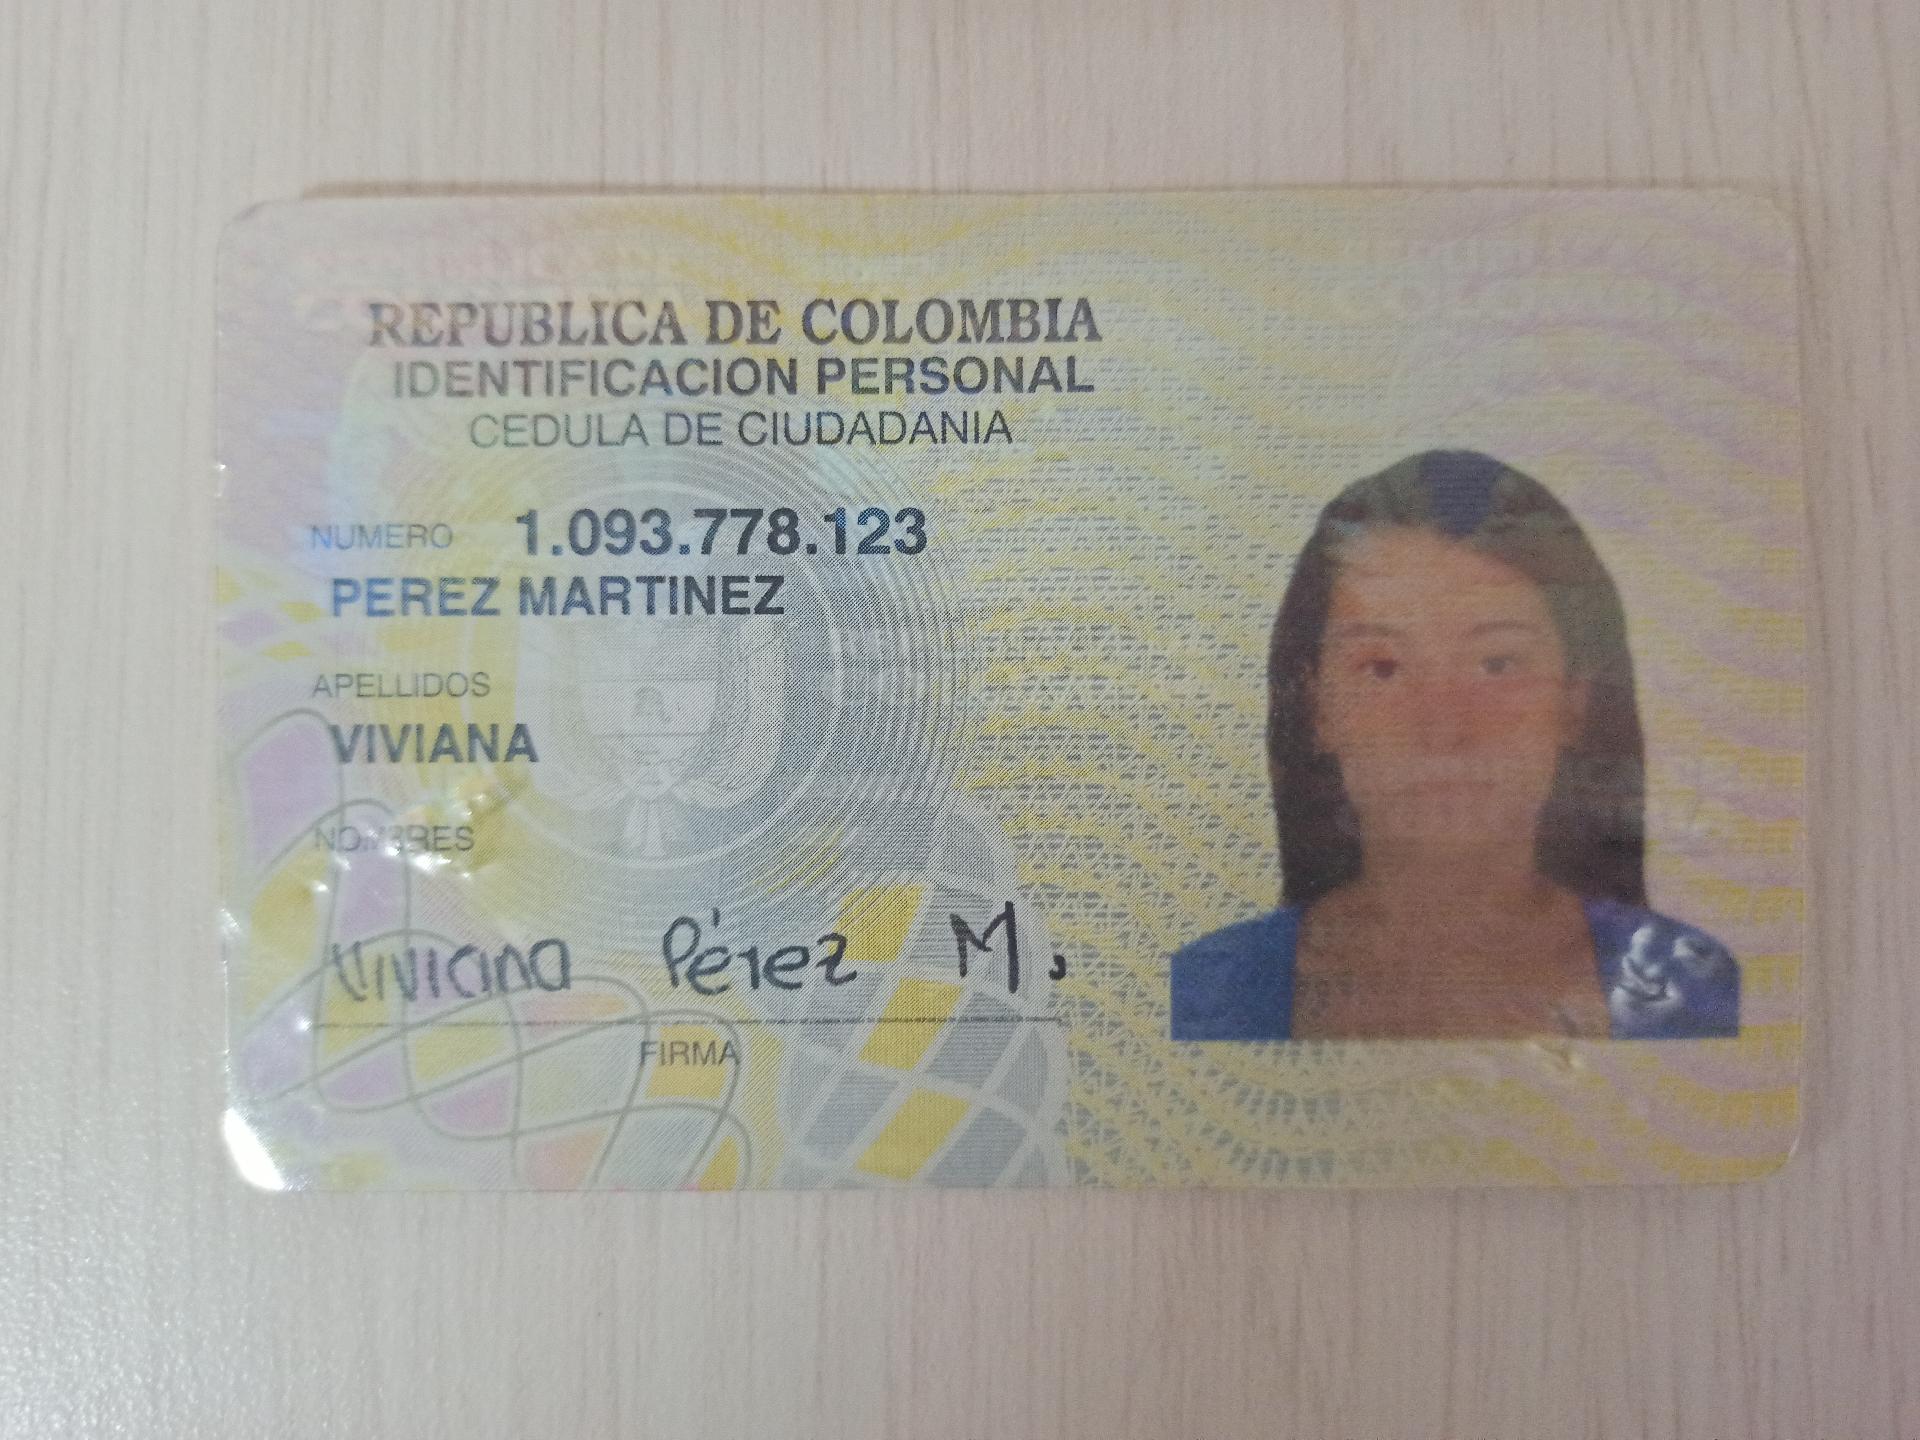 REPUBLICA DE COLOMBIA
IDENTIFICACION PERSONAL
CEDULA DE CIUDADANIA
NUMERO 1.093.778.123
PEREZ MARTINEZ
APELLIDOS
VIVIANA
NOMBRES
Viviana Pérez M.
FIRMA